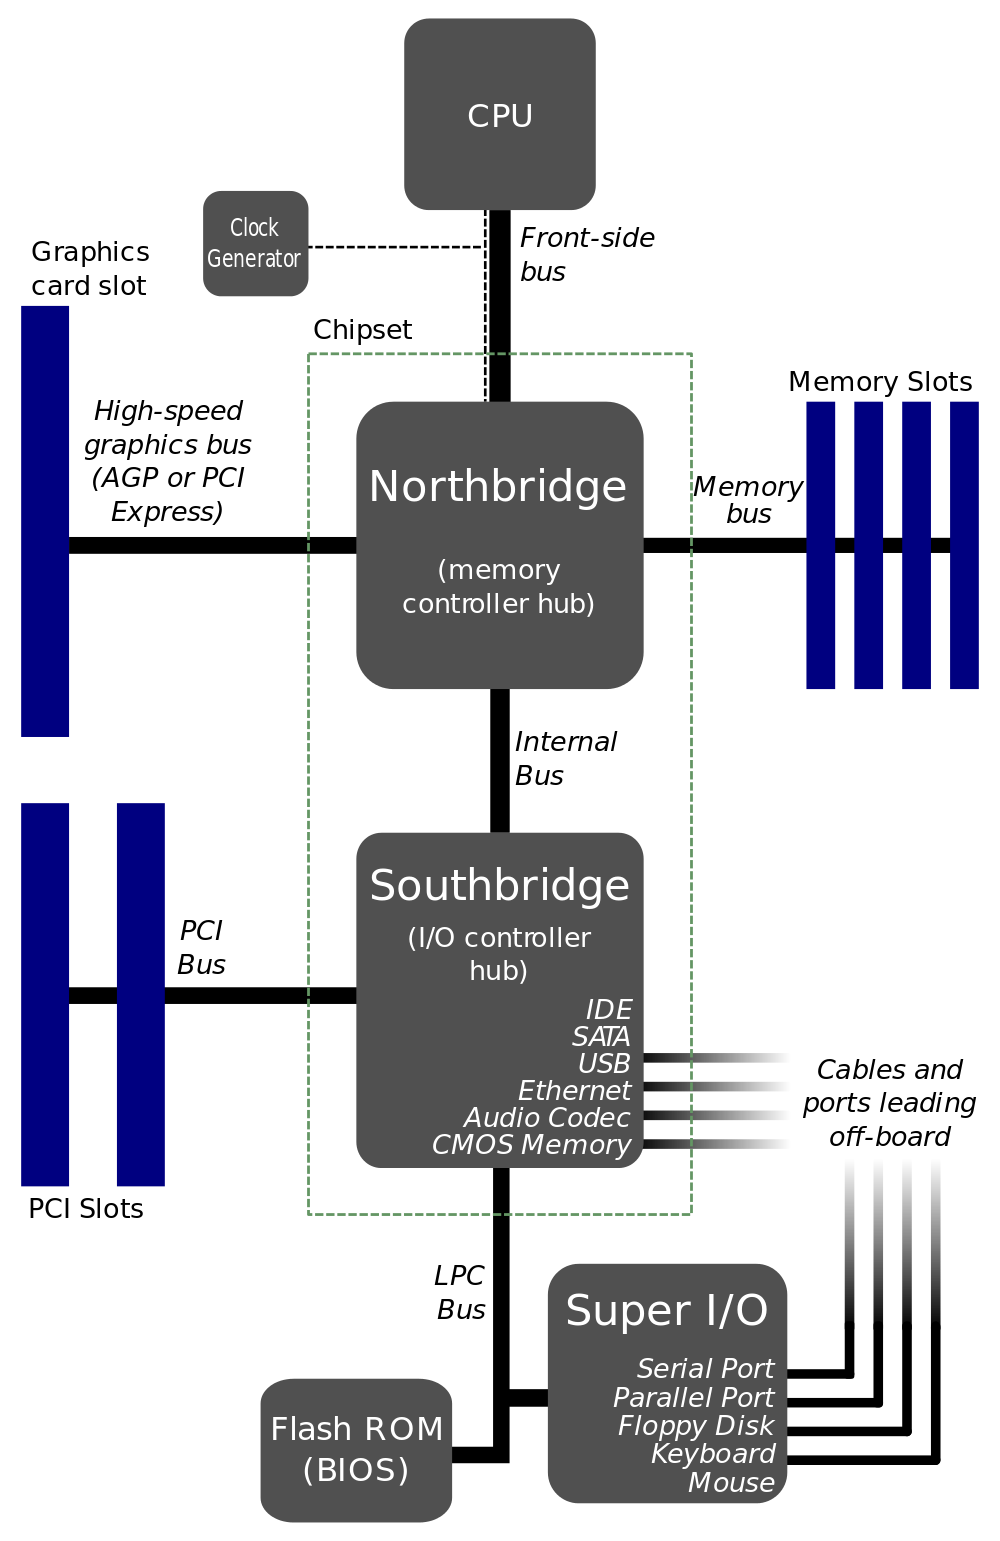 CPU
Clock
Generator
Front-side
bus
Graphics
card slot
Chipset
Memory Slots
High-speed
graphics bus
(AGP or PCI
Express)
Northbridge
(memory
controller hub)
Memory
bus
Internal
Bus
Southbridge
(I/O controller
hub)
IDE
SATA
USB
Ethernet
Audio Codec
CMOS Memory
PCI
Bus
PCI Slots
Cables and
ports leading
off-board
LPC
Bus
Super I/O
Serial Port
Parallel Port
Floppy Disk
Keyboard
Mouse
Flash ROM
(BIOS)